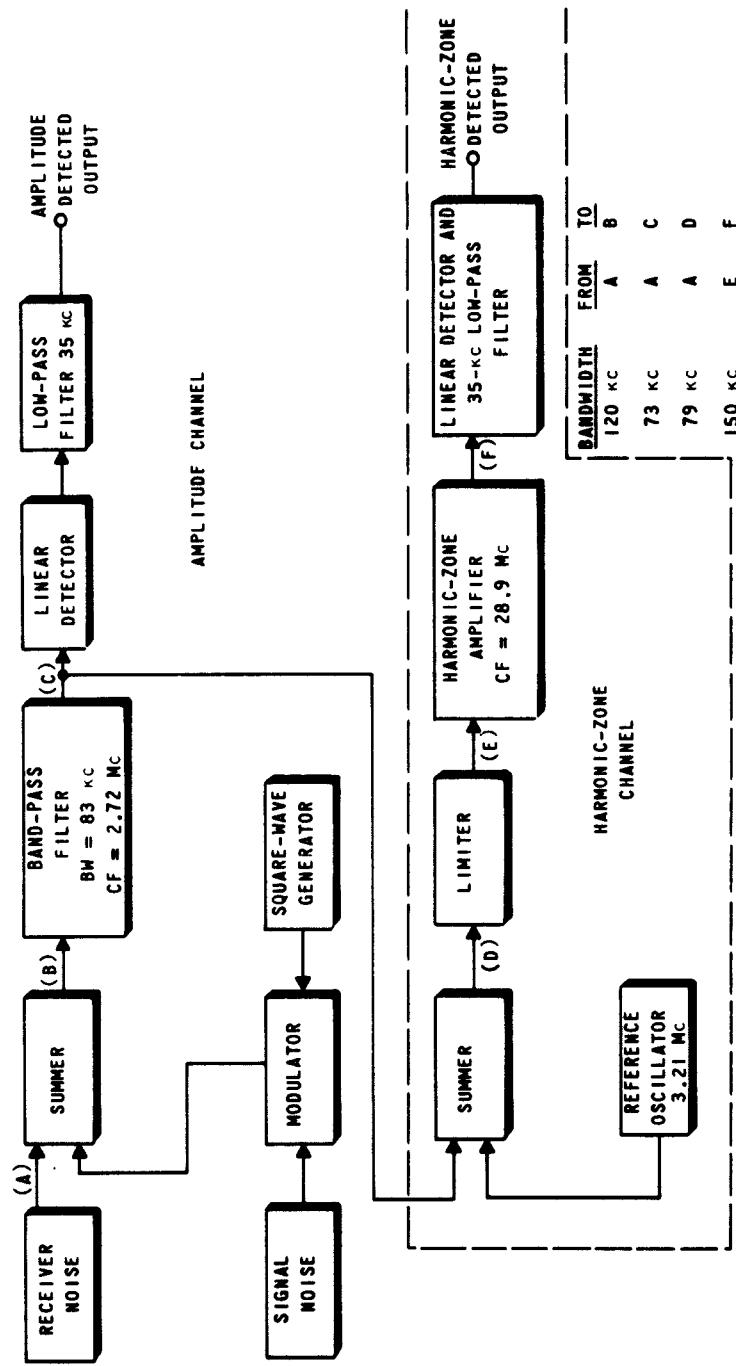 RECEIVER
NOISE
(A)
SUMMER
(B)
BAND-PASS
FILTER
BW = 83 KC
CF = 2.72 MC
(C)
LINEAR
DETECTOR
LOW-PASS
FILTER 35 KC
AMPLITUDE
DETECTED
OUTPUT
SIGNAL
NOISE
MODULATOR
SQUARE-WAVE
GENERATOR
AMPLITUDE CHANNEL
SUMMER
(D)
LIMITER
(E)
HARMONIC-ZONE
AMPLIFIER
CF = 28.9 MC
(F)
LINEAR DETECTOR AND
35-KC LOW-PASS
FILTER
HARMONIC-ZONE
DETECTED
OUTPUT
REFERENCE
OSCILLATOR
3.21 MC
HARMONIC-ZONE
CHANNEL
BANDWIDTH FROM TO
120 KC A B
73 KC A C
79 KC A D
150 KC E F